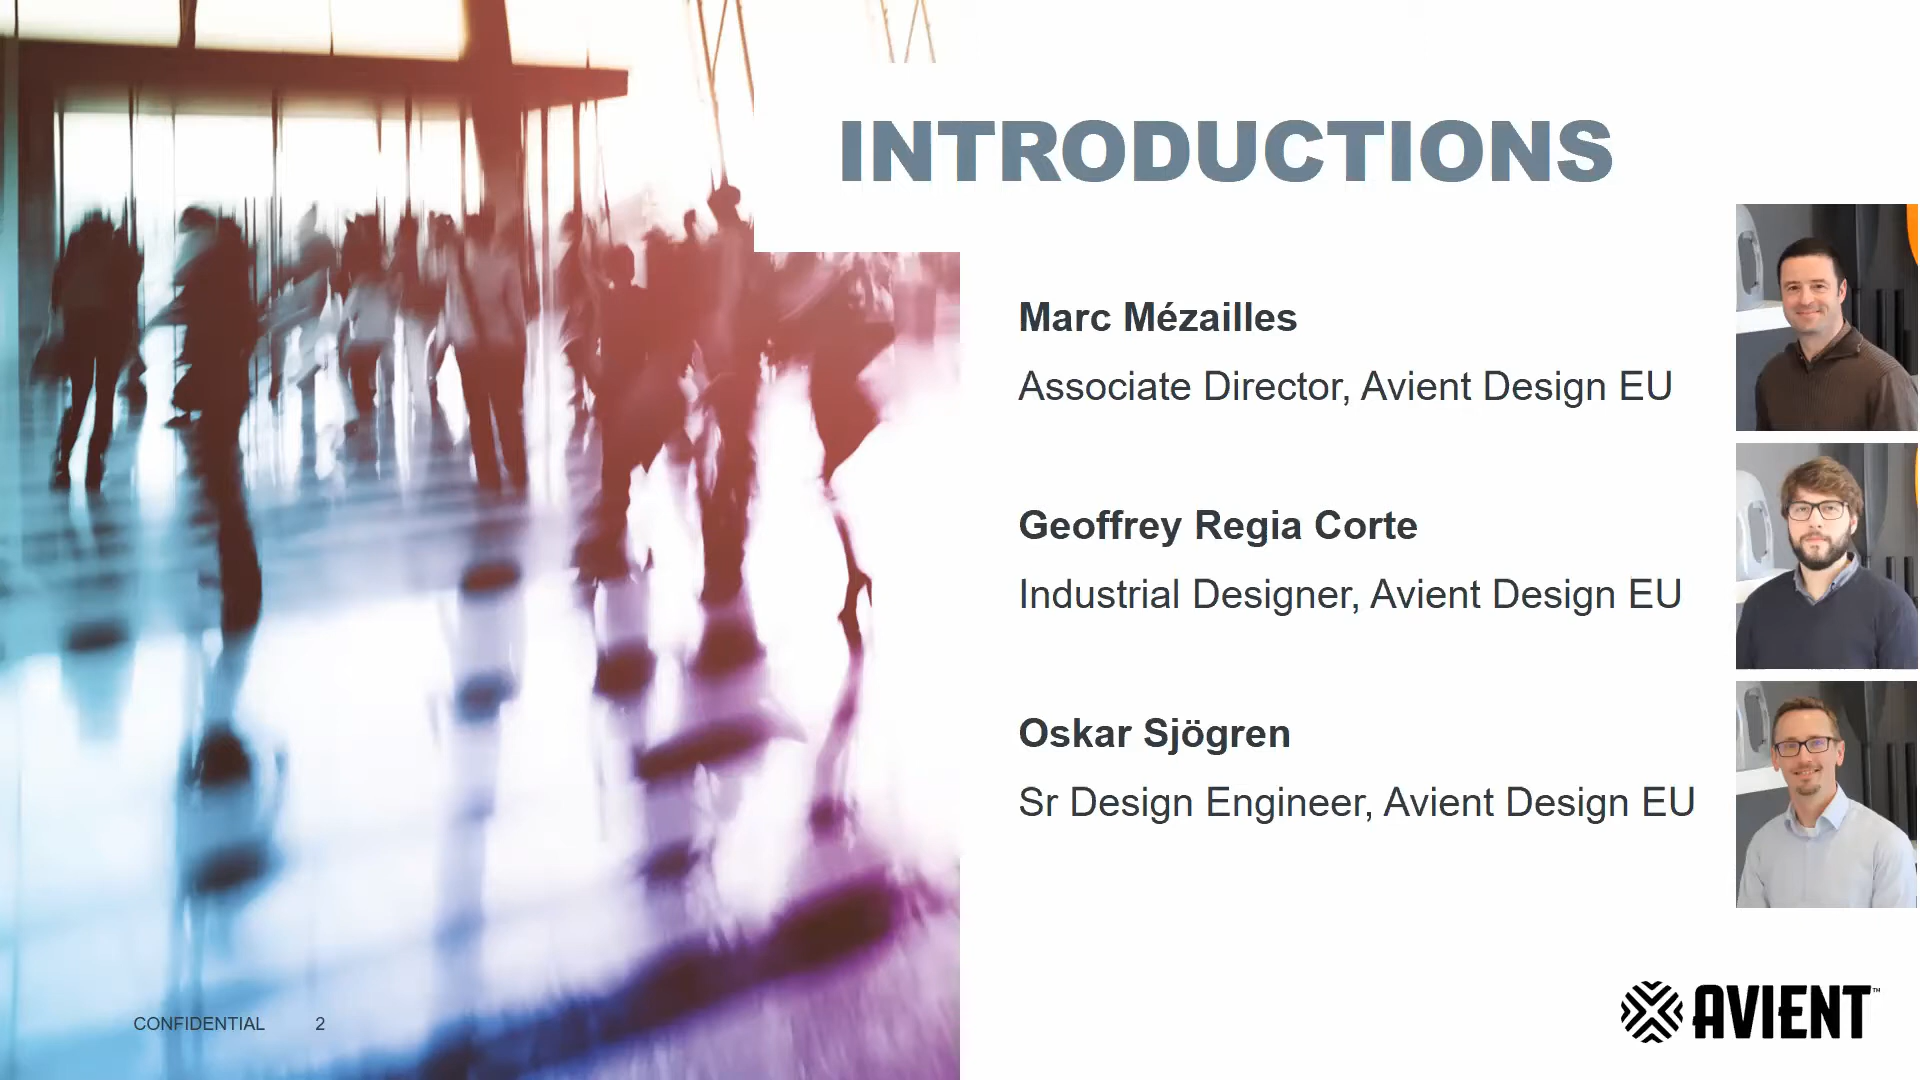 INTRODUCTIONS
Marc Mézailles
Associate Director, Avient Design EU
Geoffrey Regia Corte
Industrial Designer, Avient Design EU
Oskar Sjögren
Sr Design Engineer, Avient Design EU
CONFIDENTIAL 2
AVIENT™